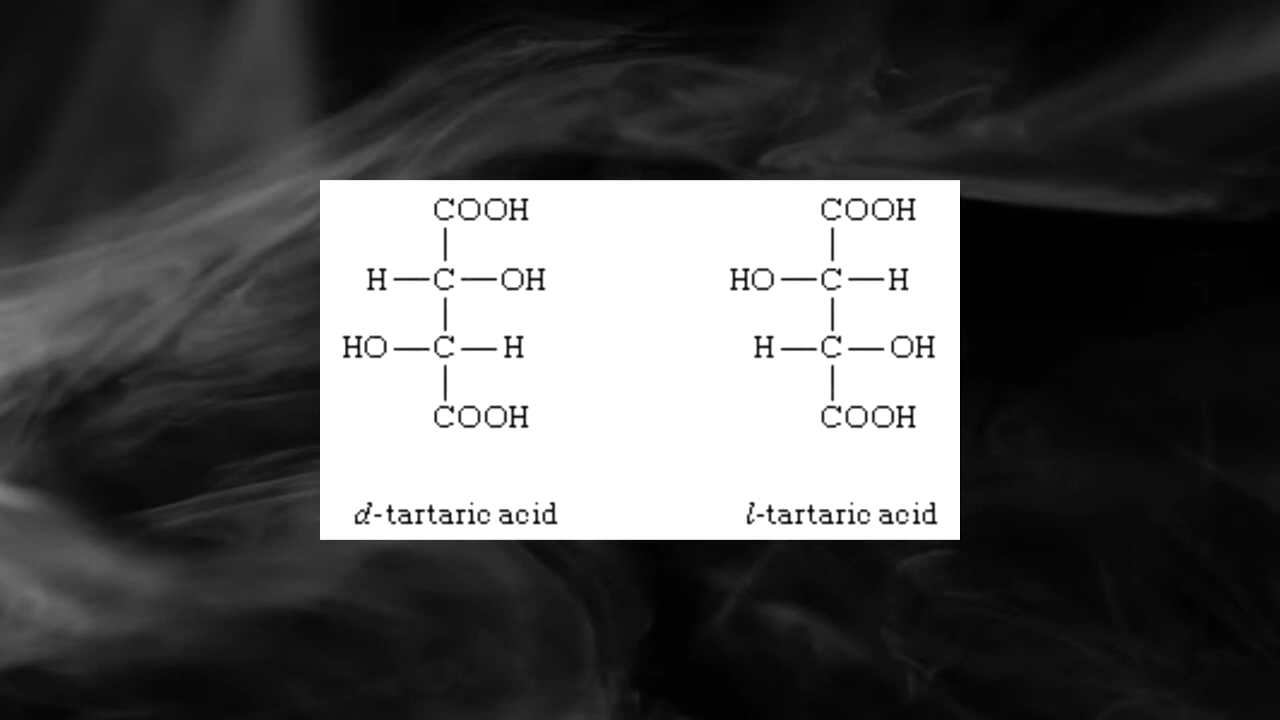 COOH COOH
H—C—OH HO—C—H
HO—C—H H—C—OH
COOH COOH
d-tartaric acid l-tartaric acid